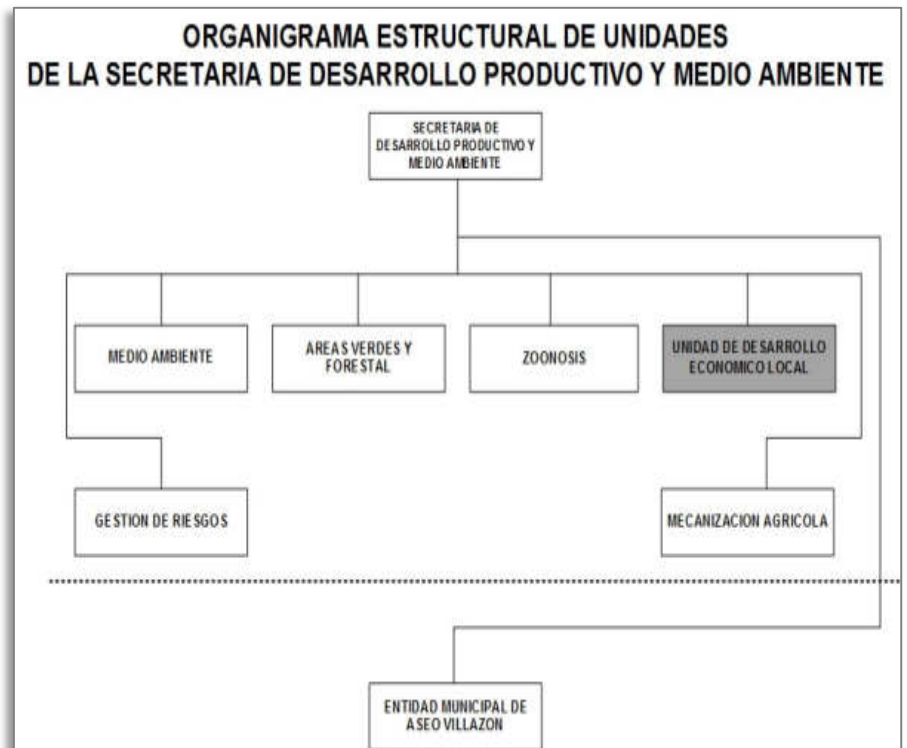 ORGANIGRAMA ESTRUCTURAL DE UNIDADES
DE LA SECRETARIA DE DESARROLLO PRODUCTIVO Y MEDIO AMBIENTE
SECRETARIA DE
DESARROLLO PRODUCTIVO Y
MEDIO AMBIENTE
MEDIO AMBIENTE
AREAS VERDES Y
FORESTAL
ZOONOSIS
UNIDAD DE DESARROLLO
ECONOMICO LOCAL
GESTION DE RIESGOS
MECANIZACION AGRICOLA
ENTIDAD MUNICIPAL DE
ASEO VILLAZON